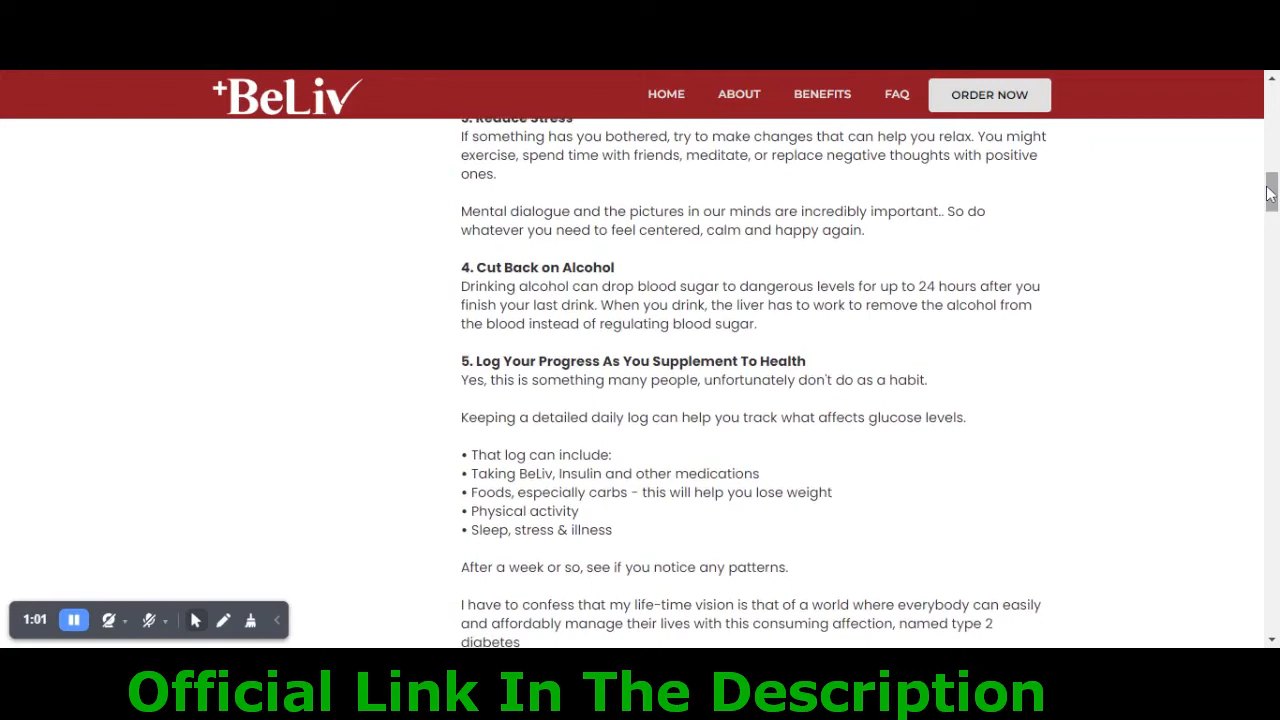 +BeLiv
HOME ABOUT BENEFITS FAQ ORDER NOW
3. Reduce Stress
If something has you bothered, try to make changes that can help you relax. You might
exercise, spend time with friends, meditate, or replace negative thoughts with positive
ones.
Mental dialogue and the pictures in our minds are incredibly important.. So do
whatever you need to feel centered, calm and happy again.
4. Cut Back on Alcohol
Drinking alcohol can drop blood sugar to dangerous levels for up to 24 hours after you
finish your last drink. When you drink, the liver has to work to remove the alcohol from
the blood instead of regulating blood sugar.
5. Log Your Progress As You Supplement To Health
Yes, this is something many people, unfortunately don't do as a habit.
Keeping a detailed daily log can help you track what affects glucose levels.
• That log can include:
• Taking BeLiv, Insulin and other medications
• Foods, especially carbs - this will help you lose weight
• Physical activity
• Sleep, stress & illness
After a week or so, see if you notice any patterns.
I have to confess that my life-time vision is that of a world where everybody can easily
and affordably manage their lives with this consuming affection, named type 2
diabetes
1:01
Official Link In The Description